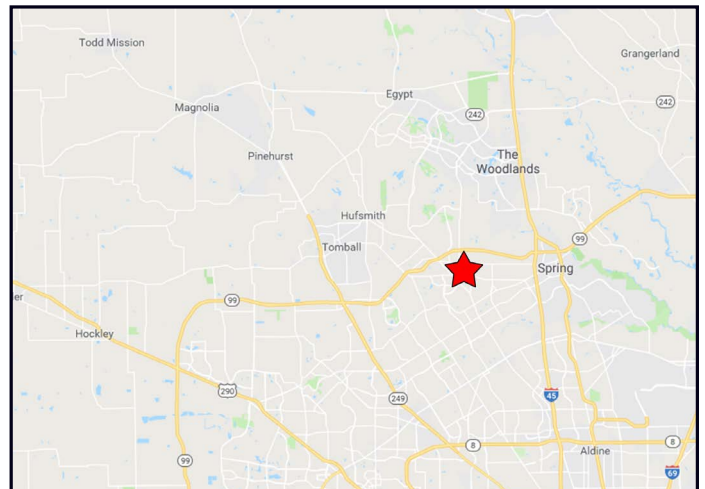 Todd Mission
Grangerland
Egypt
Magnolia
242
242
The
Woodlands
Pinehurst
Hufsmith
99
Tomball
Spring
99
er
Hockley
290
45
249
8
8
Aldine
99
69